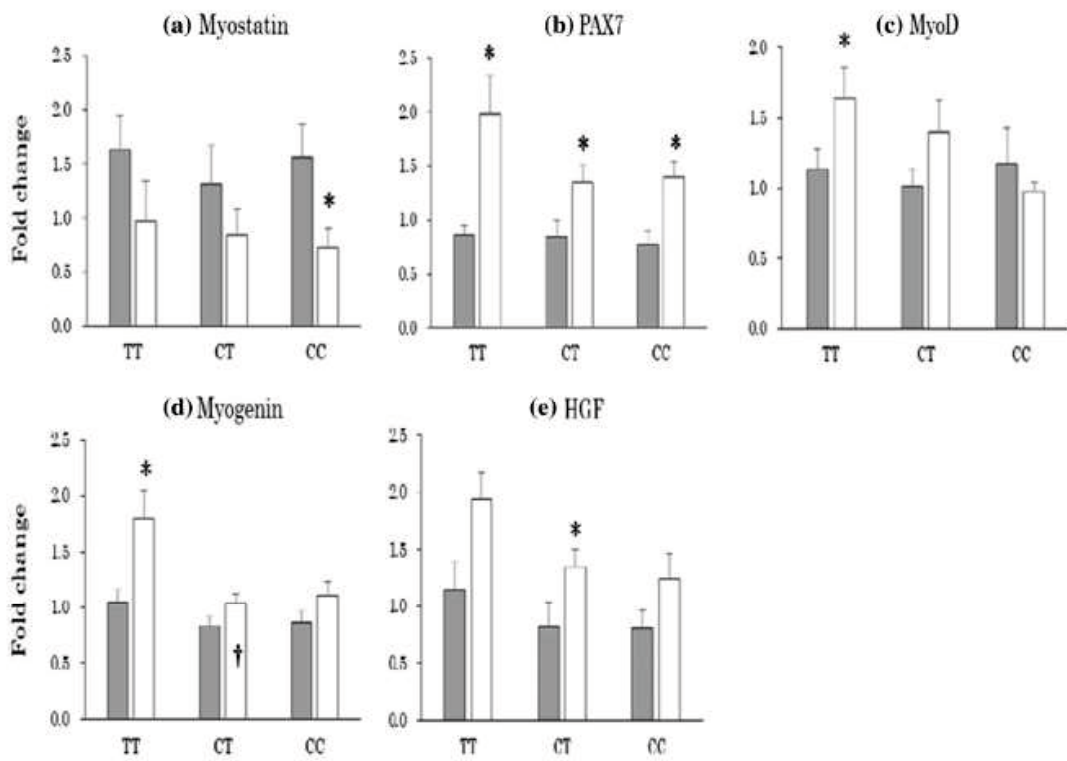 (a) Myostatin
2.5
2.0
1.5
1.0
0.5
0.0
Fold change
*
TT CT CC
(b) PAX7
2.5
2.0
1.5
1.0
0.5
0.0
* * *
TT CT CC
(c) MyoD
2.0
1.5
1.0
0.5
0.0
*
TT CT CC
(d) Myogenin
2.5
2.0
1.5
1.0
0.5
0.0
Fold change
*
†
TT CT CC
(e) HGF
2.5
2.0
1.5
1.0
0.5
0.0
*
TT CT CC